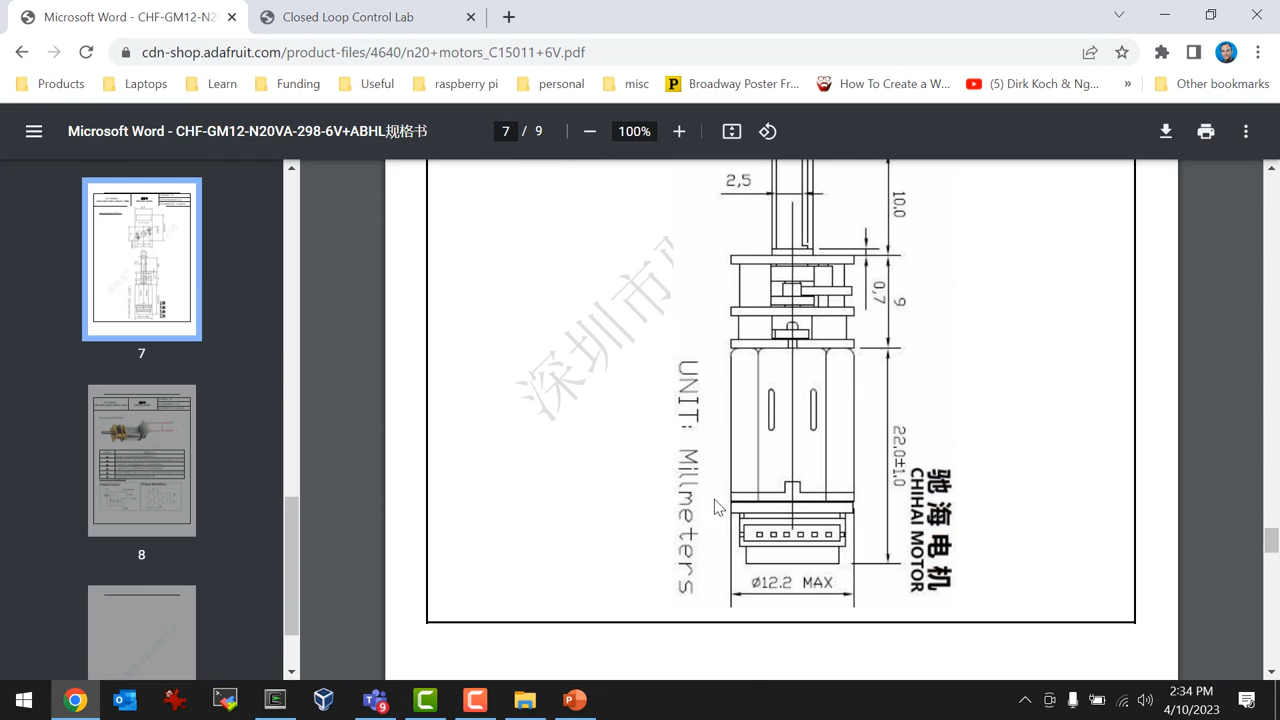 Microsoft Word - CHF-GM12-N20
Closed Loop Control Lab
cdn-shop.adafruit.com/product-files/4640/n20+motors_C15011+6V.pdf
Products
Laptops
Learn
Funding
Useful
raspberry pi
personal
misc
Broadway Poster Fr...
How To Create a W...
(5) Dirk Koch & Ng...
»
Other bookmarks
Microsoft Word - CHF-GM12-N20VA-298-6V+ABHL规格书
7 / 9
100%
7
8
2,5
10,0
0,7
9
22,0±1,0
Ø12.2 MAX
UNIT: Millmeters
驰海电机
CHIHAI MOTOR
深圳市
9
2:34 PM
4/10/2023